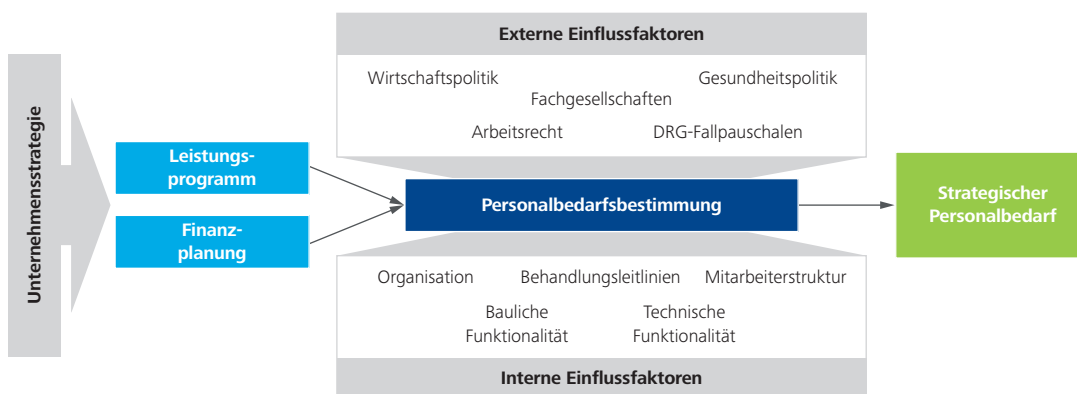 Externe Einflussfaktoren
Wirtschaftspolitik
Gesundheitspolitik
Fachgesellschaften
Arbeitsrecht
DRG-Fallpauschalen
Unternehmensstrategie
Leistungs-
programm
Finanz-
planung
Personalbedarfsbestimmung
Strategischer
Personalbedarf
Organisation
Behandlungsleitlinien
Mitarbeiterstruktur
Bauliche
Funktionalität
Technische
Funktionalität
Interne Einflussfaktoren